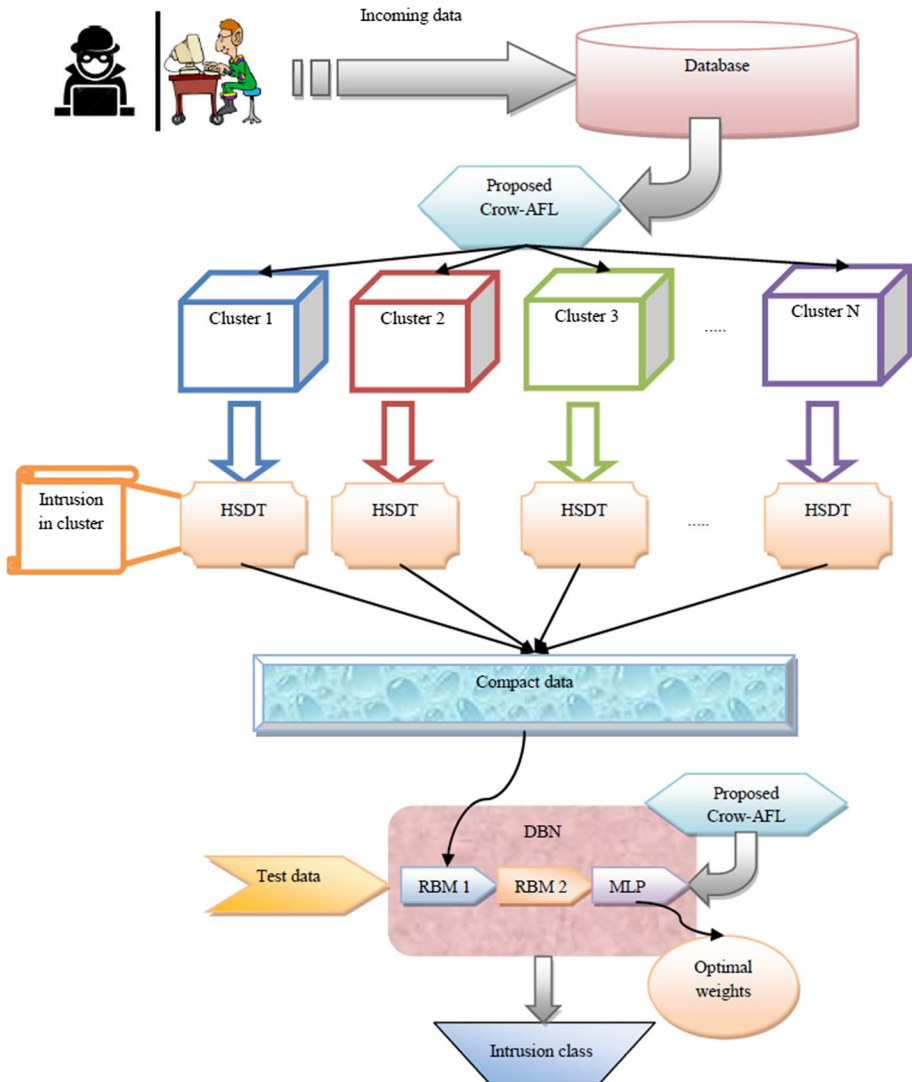 Incoming data
Database
Proposed
Crow-AFL
Cluster 1
Cluster 2
Cluster 3
.....
Cluster N
Intrusion
in cluster
HSDT
HSDT
HSDT
.....
HSDT
Compact data
Proposed
Crow-AFL
DBN
Test data
RBM 1
RBM 2
MLP
Optimal
weights
Intrusion class